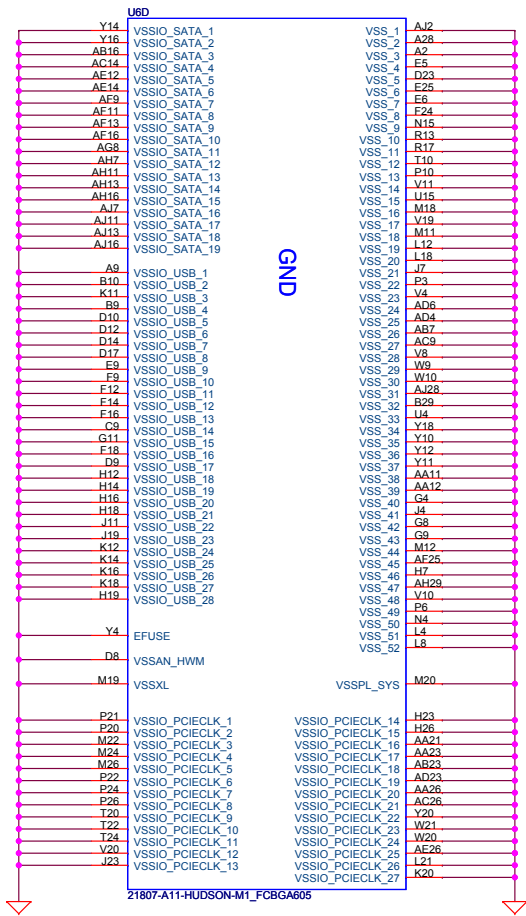 U6D
Y14 VSSIO_SATA_1 VSS_1 AJ2
Y16 VSSIO_SATA_2 VSS_2 A28
AB16 VSSIO_SATA_3 VSS_3 A2
AC14 VSSIO_SATA_4 VSS_4 E5
AE12 VSSIO_SATA_5 VSS_5 D23
AE14 VSSIO_SATA_6 VSS_6 E25
AF9 VSSIO_SATA_7 VSS_7 E6
AF11 VSSIO_SATA_8 VSS_8 F24
AF13 VSSIO_SATA_9 VSS_9 N15
AF16 VSSIO_SATA_10 VSS_10 R13
AG8 VSSIO_SATA_11 VSS_11 R17
AH7 VSSIO_SATA_12 VSS_12 T10
AH11 VSSIO_SATA_13 VSS_13 P10
AH13 VSSIO_SATA_14 VSS_14 V11
AH16 VSSIO_SATA_15 VSS_15 U15
AJ7 VSSIO_SATA_16 VSS_16 M18
AJ11 VSSIO_SATA_17 VSS_17 V19
AJ13 VSSIO_SATA_18 VSS_18 M11
AJ16 VSSIO_SATA_19 VSS_19 L12
VSS_20 L18
A9 VSSIO_USB_1 VSS_21 J7
B10 VSSIO_USB_2 VSS_22 P3
K11 VSSIO_USB_3 VSS_23 V4
B9 VSSIO_USB_4 VSS_24 AD6
D10 VSSIO_USB_5 VSS_25 AD4
D12 VSSIO_USB_6 VSS_26 AB7
D14 VSSIO_USB_7 VSS_27 AC9
D17 VSSIO_USB_8 VSS_28 V8
E9 VSSIO_USB_9 VSS_29 W9
F9 VSSIO_USB_10 VSS_30 W10
F12 VSSIO_USB_11 VSS_31 AJ28
F14 VSSIO_USB_12 VSS_32 B29
F16 VSSIO_USB_13 VSS_33 U4
C9 VSSIO_USB_14 VSS_34 Y18
G11 VSSIO_USB_15 VSS_35 Y10
F18 VSSIO_USB_16 VSS_36 Y12
D9 VSSIO_USB_17 VSS_37 Y11
H12 VSSIO_USB_18 VSS_38 AA11
H14 VSSIO_USB_19 VSS_39 AA12
H16 VSSIO_USB_20 VSS_40 G4
H18 VSSIO_USB_21 VSS_41 J4
J11 VSSIO_USB_22 VSS_42 G8
J19 VSSIO_USB_23 VSS_43 G9
K12 VSSIO_USB_24 VSS_44 M12
K14 VSSIO_USB_25 VSS_45 AF25
K16 VSSIO_USB_26 VSS_46 H7
K18 VSSIO_USB_27 VSS_47 AH29
H19 VSSIO_USB_28 VSS_48 V10
VSS_49 P6
VSS_50 N4
Y4 EFUSE VSS_51 L4
VSS_52 L8
D8 VSSAN_HWM
M19 VSSXL VSSPL_SYS M20
P21 VSSIO_PCIECLK_1 VSSIO_PCIECLK_14 H23
P20 VSSIO_PCIECLK_2 VSSIO_PCIECLK_15 H26
M22 VSSIO_PCIECLK_3 VSSIO_PCIECLK_16 AA21
M24 VSSIO_PCIECLK_4 VSSIO_PCIECLK_17 AA23
M26 VSSIO_PCIECLK_5 VSSIO_PCIECLK_18 AB23
P22 VSSIO_PCIECLK_6 VSSIO_PCIECLK_19 AD23
P24 VSSIO_PCIECLK_7 VSSIO_PCIECLK_20 AA26
P26 VSSIO_PCIECLK_8 VSSIO_PCIECLK_21 AC26
T20 VSSIO_PCIECLK_9 VSSIO_PCIECLK_22 Y20
T22 VSSIO_PCIECLK_10 VSSIO_PCIECLK_23 W21
T24 VSSIO_PCIECLK_11 VSSIO_PCIECLK_24 W20
V20 VSSIO_PCIECLK_12 VSSIO_PCIECLK_25 AE26
J23 VSSIO_PCIECLK_13 VSSIO_PCIECLK_26 L21
VSSIO_PCIECLK_27 K20
GND
21807-A11-HUDSON-M1_FCBGA605